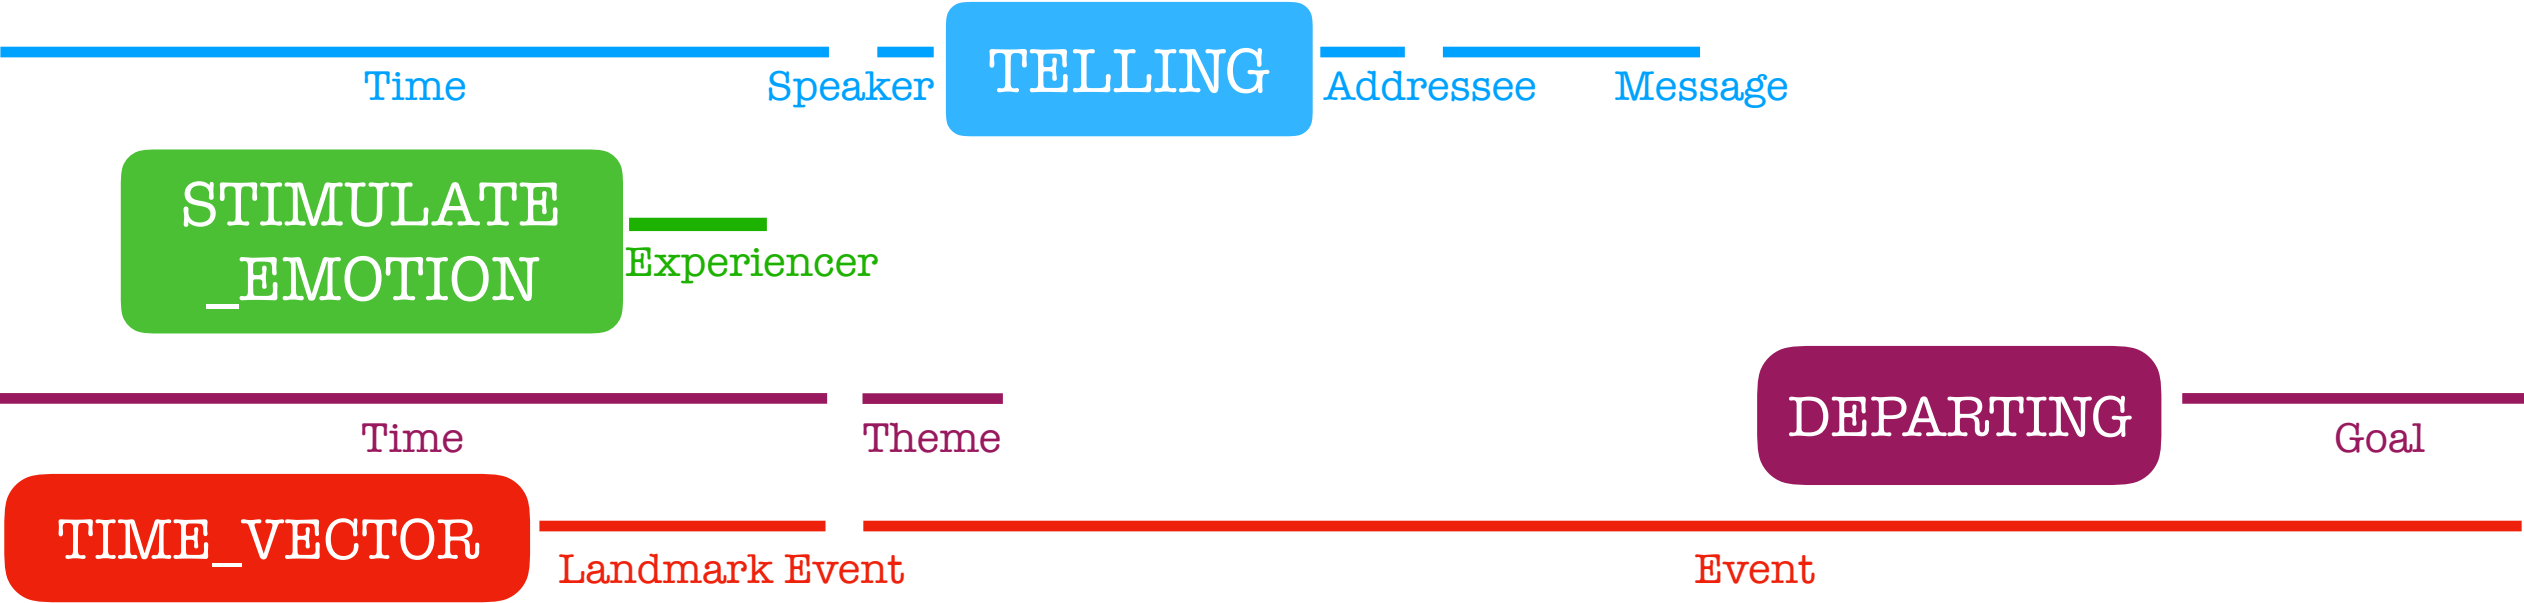 TELLING
Time Speaker Addressee Message
STIMULATE
_EMOTION
Experiencer
DEPARTING
Time Theme Goal
TIME_VECTOR
Landmark Event Event